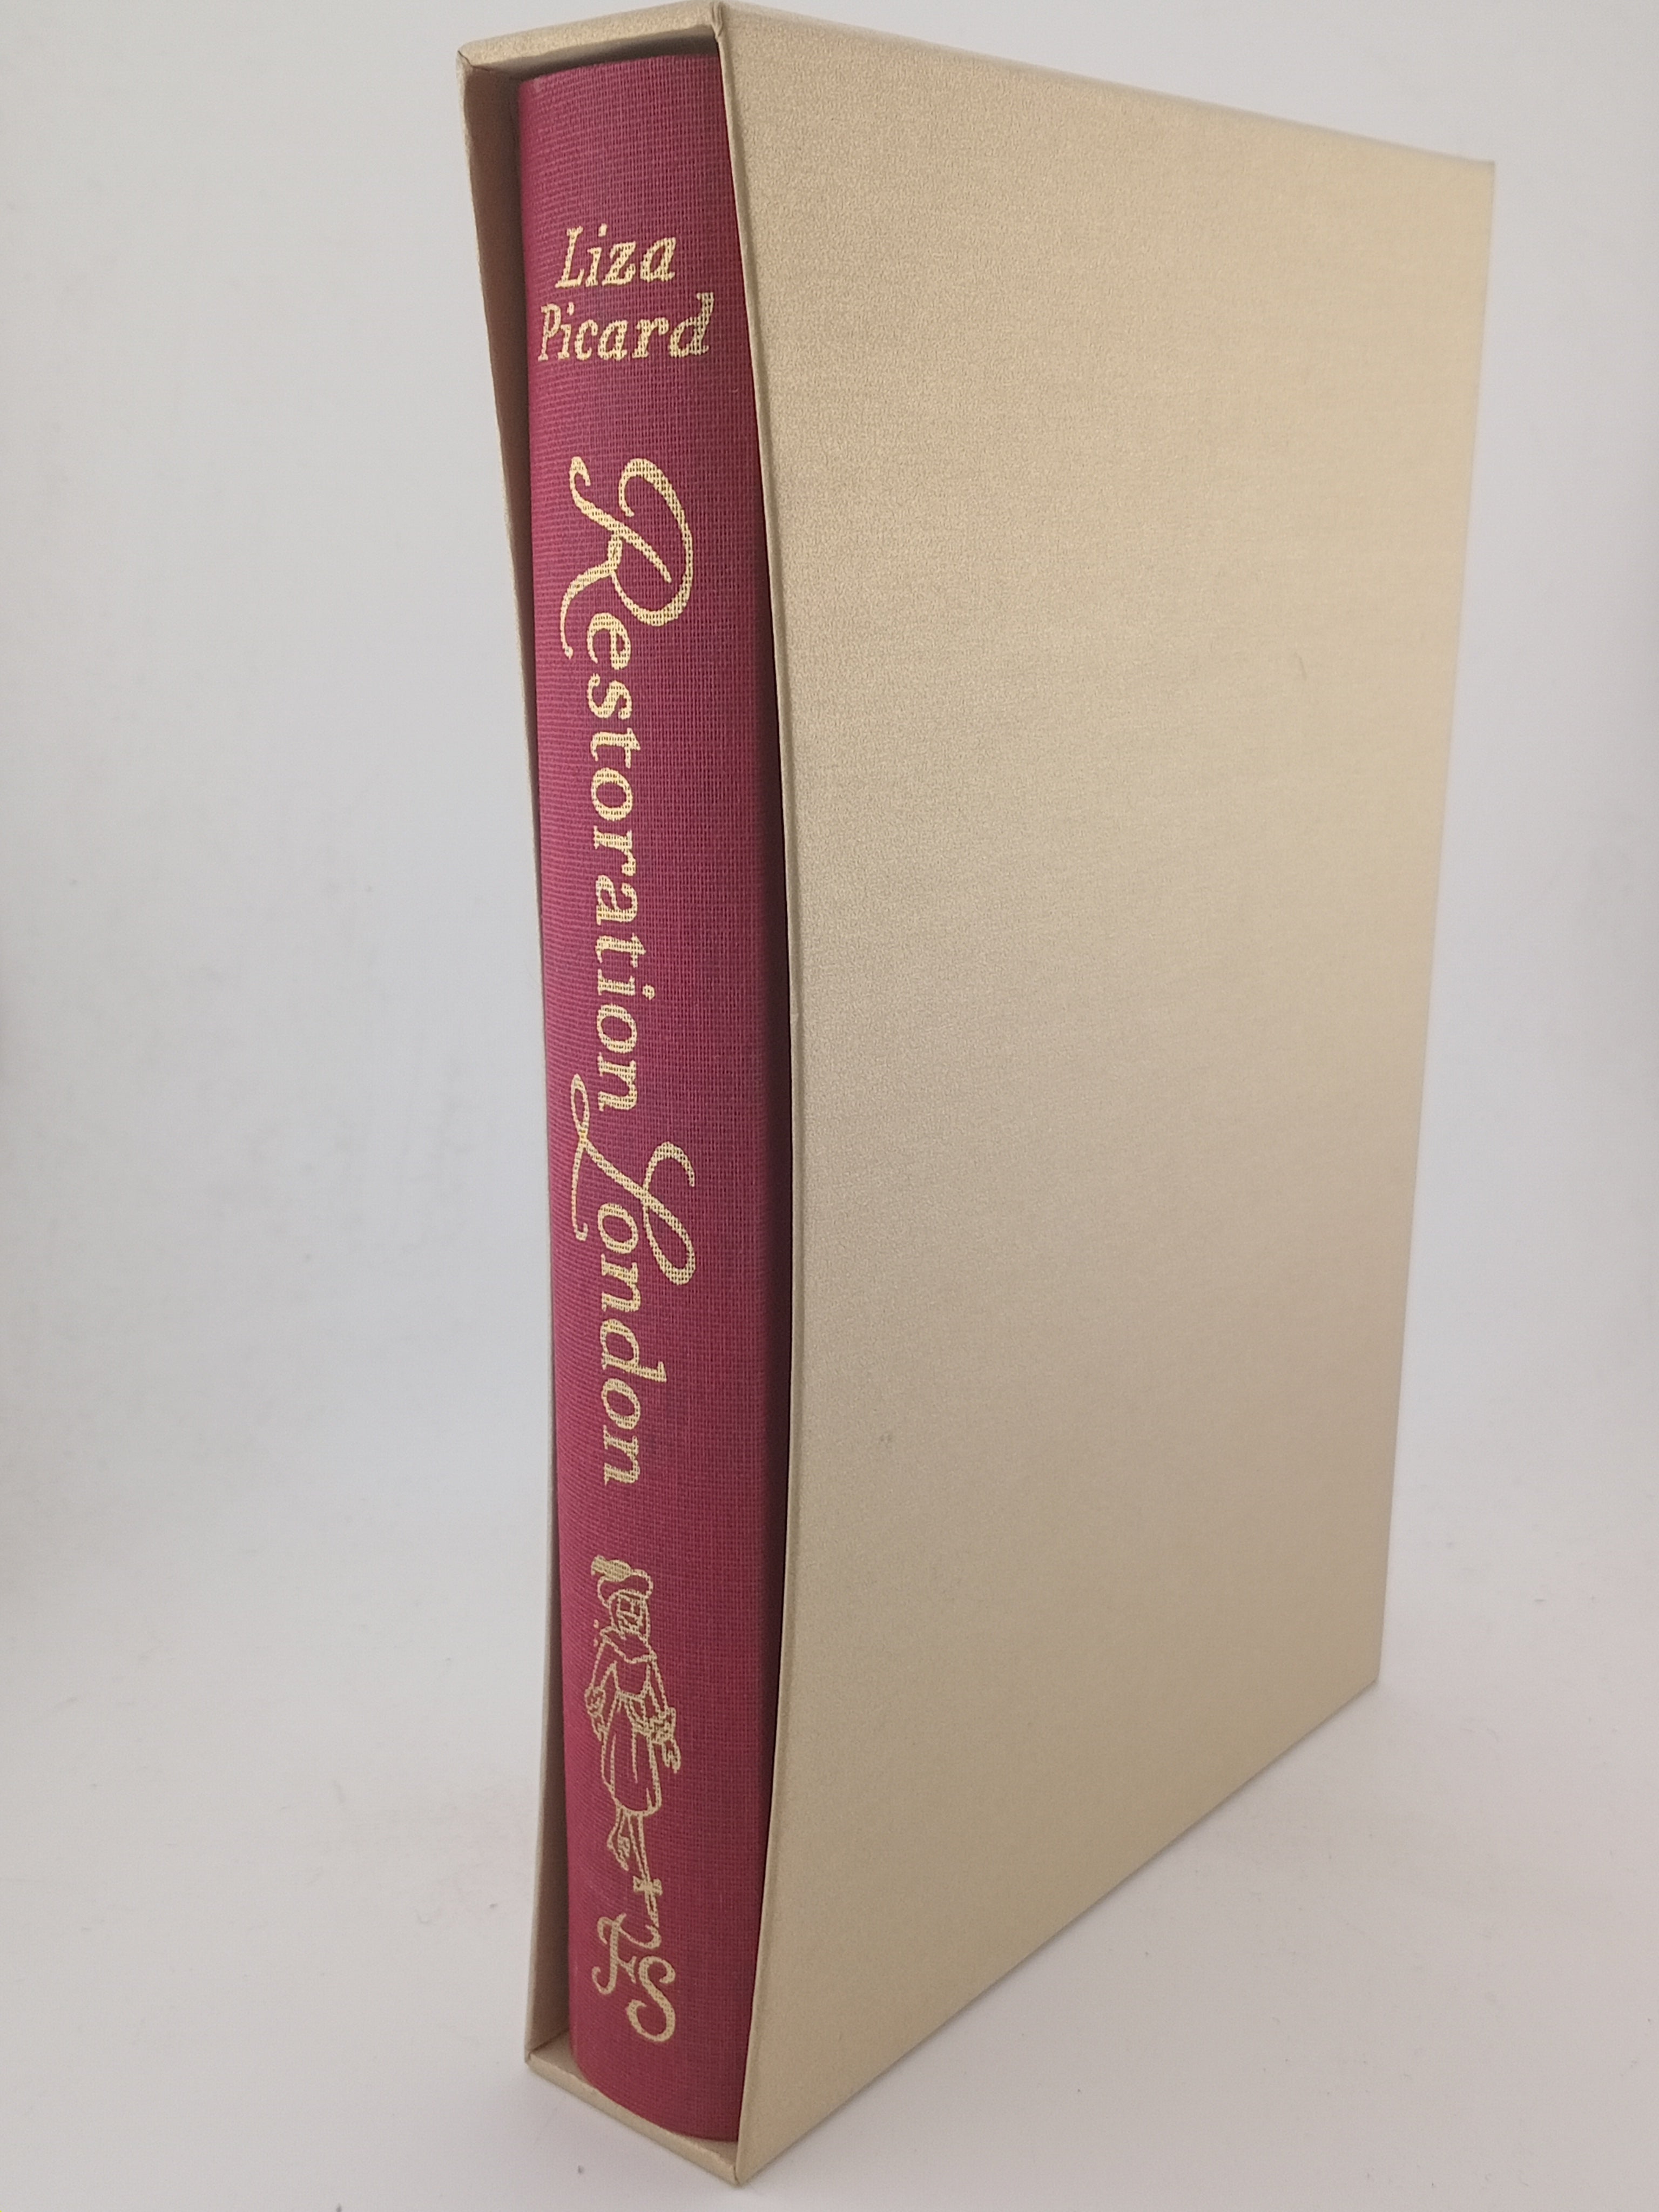 Liza
Picard
Restoration London
FS